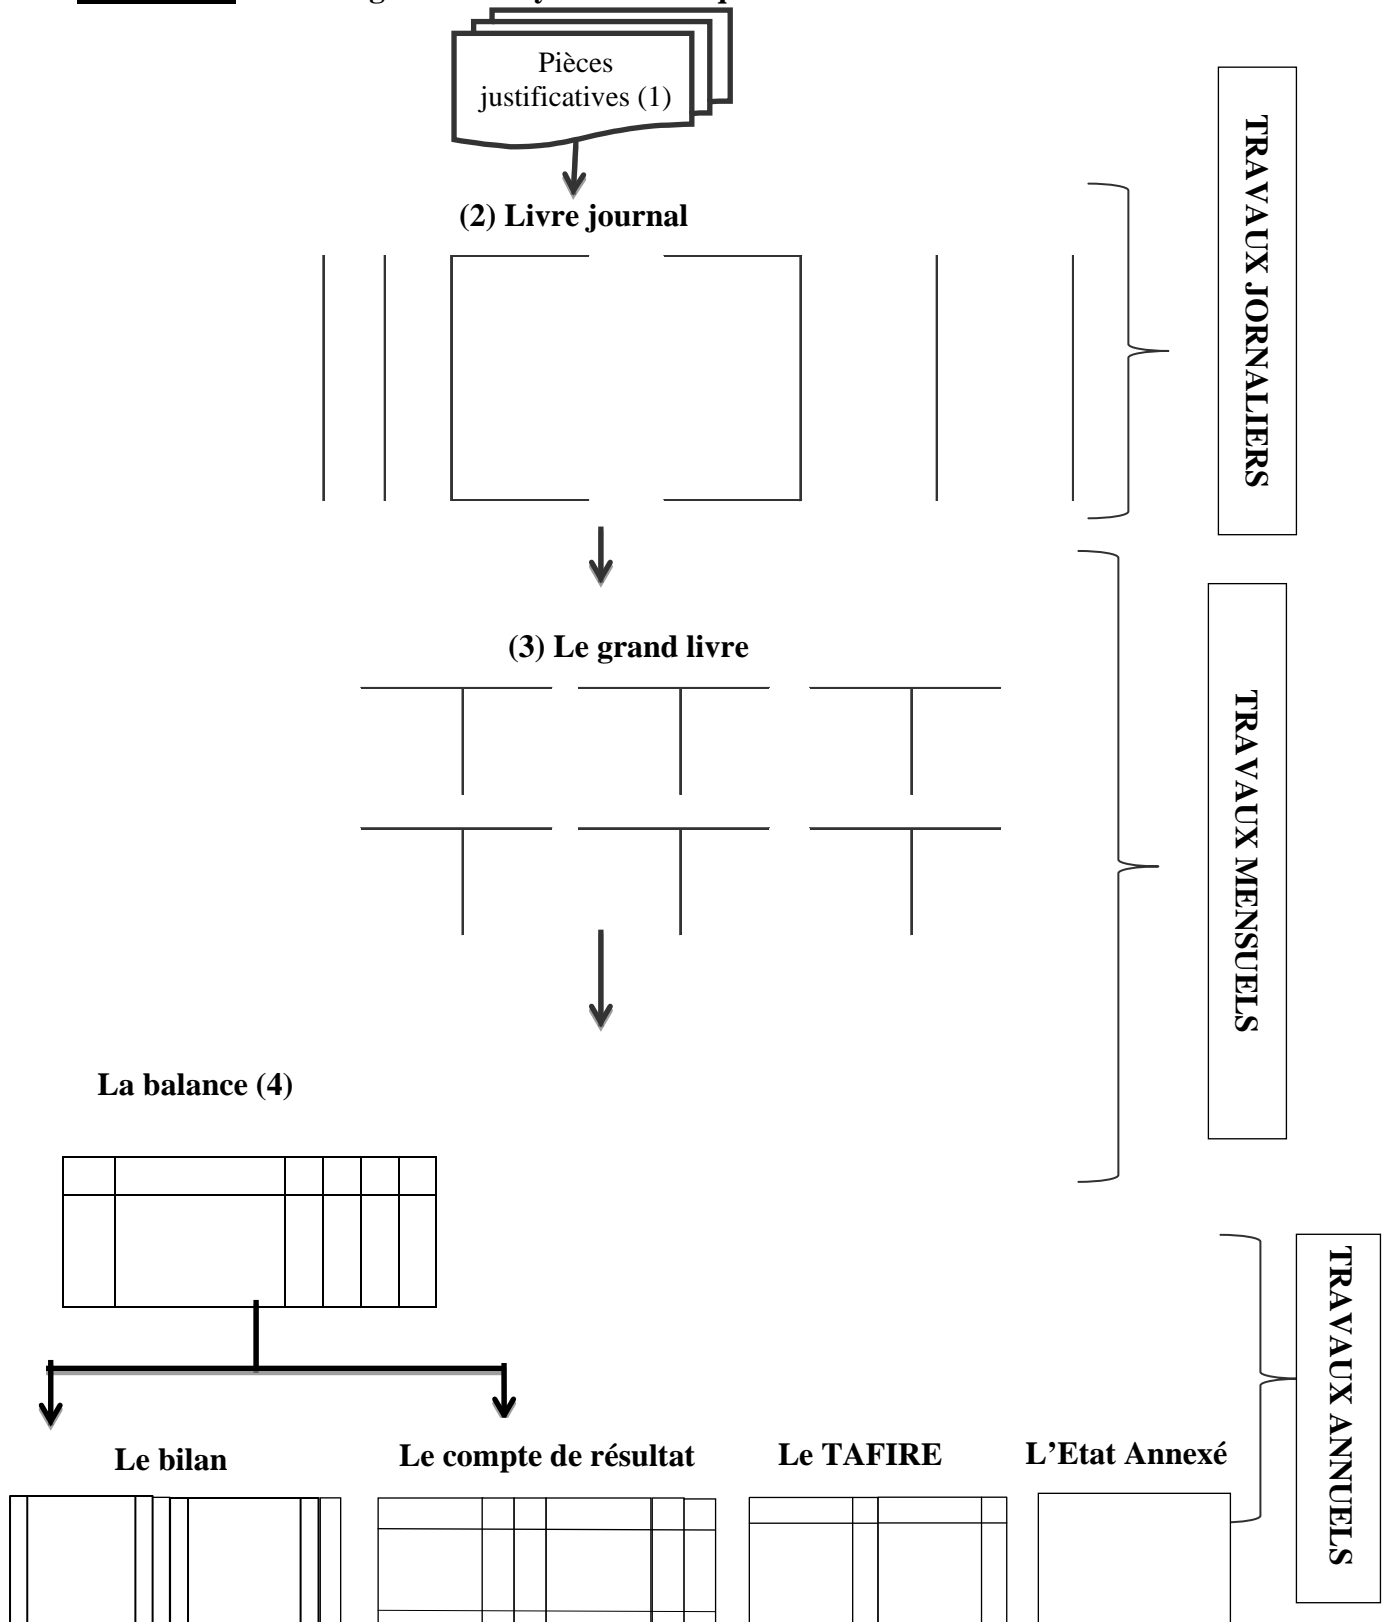 Pièces
justificatives (1)
(2) Livre journal
TRAVAUX JORNALIERS
(3) Le grand livre
TRAVAUX MENSUELS
La balance (4)
TRAVAUX ANNUELS
Le bilan
Le compte de résultat
Le TAFIRE
L’Etat Annexé